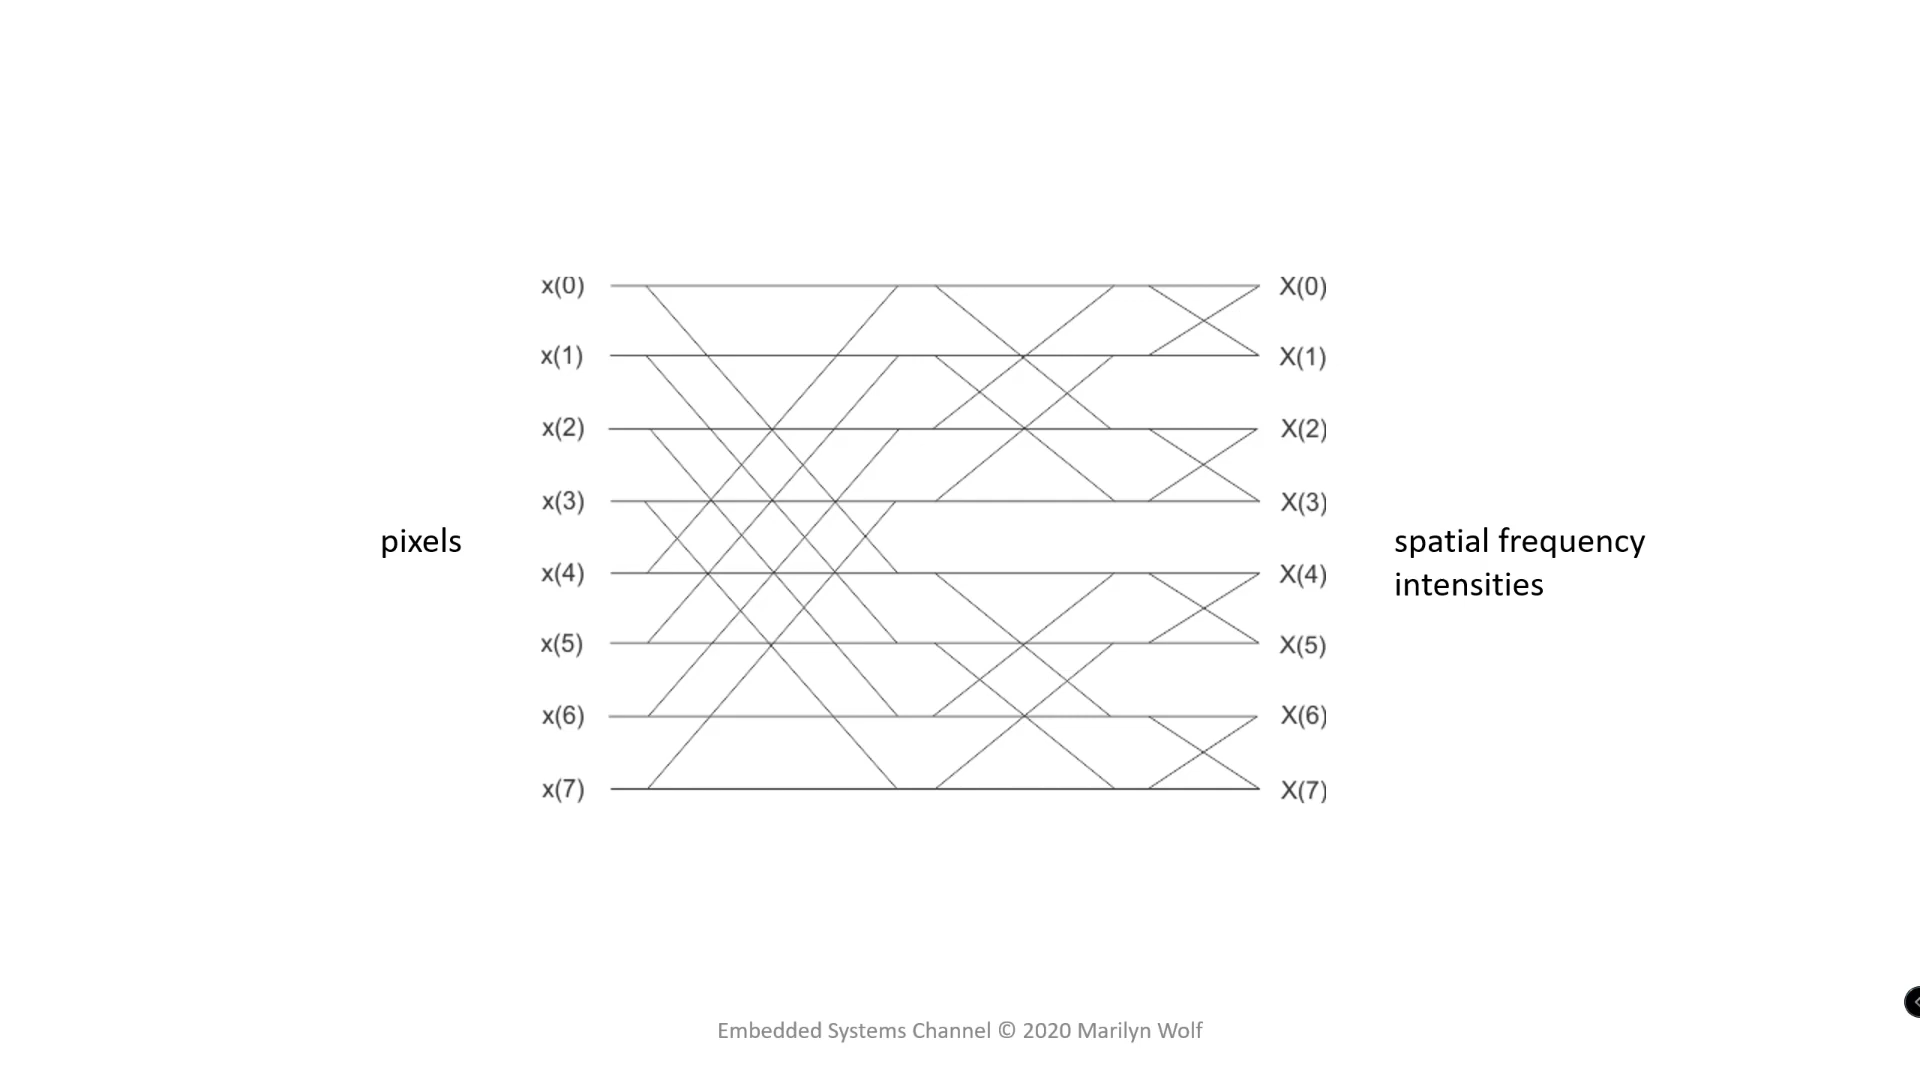 x(0)
X(0)
x(1)
X(1)
x(2)
X(2)
x(3)
X(3)
pixels
spatial frequency
intensities
x(4)
X(4)
x(5)
X(5)
x(6)
X(6)
x(7)
X(7)
Embedded Systems Channel © 2020 Marilyn Wolf